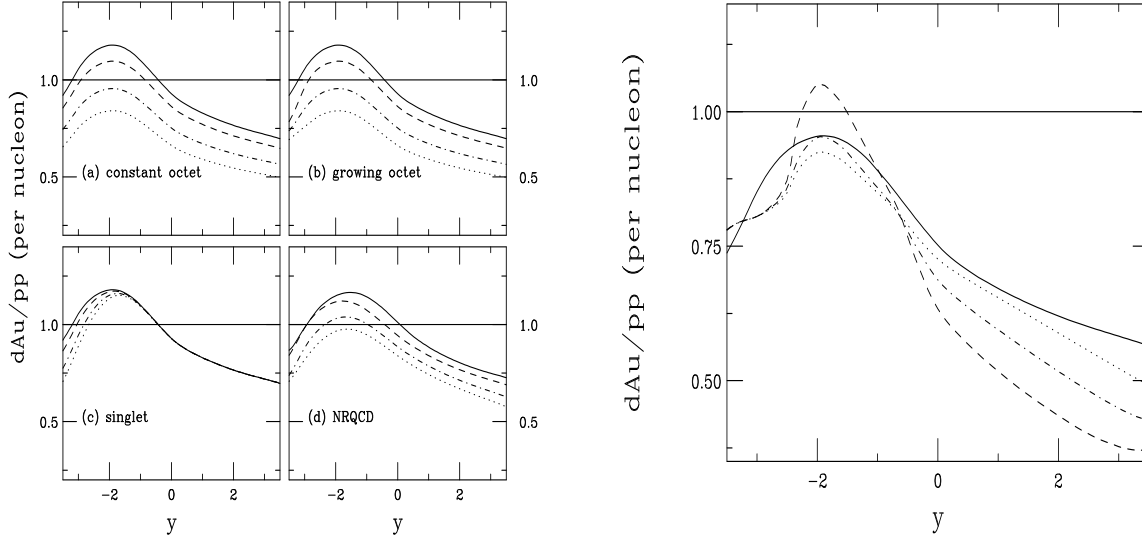 1.0
1.0
0.5
0.5
(a) constant octet
(b) growing octet
1.0
1.0
0.5
0.5
(c) singlet
(d) NRQCD
-2 0 2
-2 0 2
y
y
dAu/pp (per nucleon)
1.00
0.75
0.50
-2 0 2
y
dAu/pp (per nucleon)